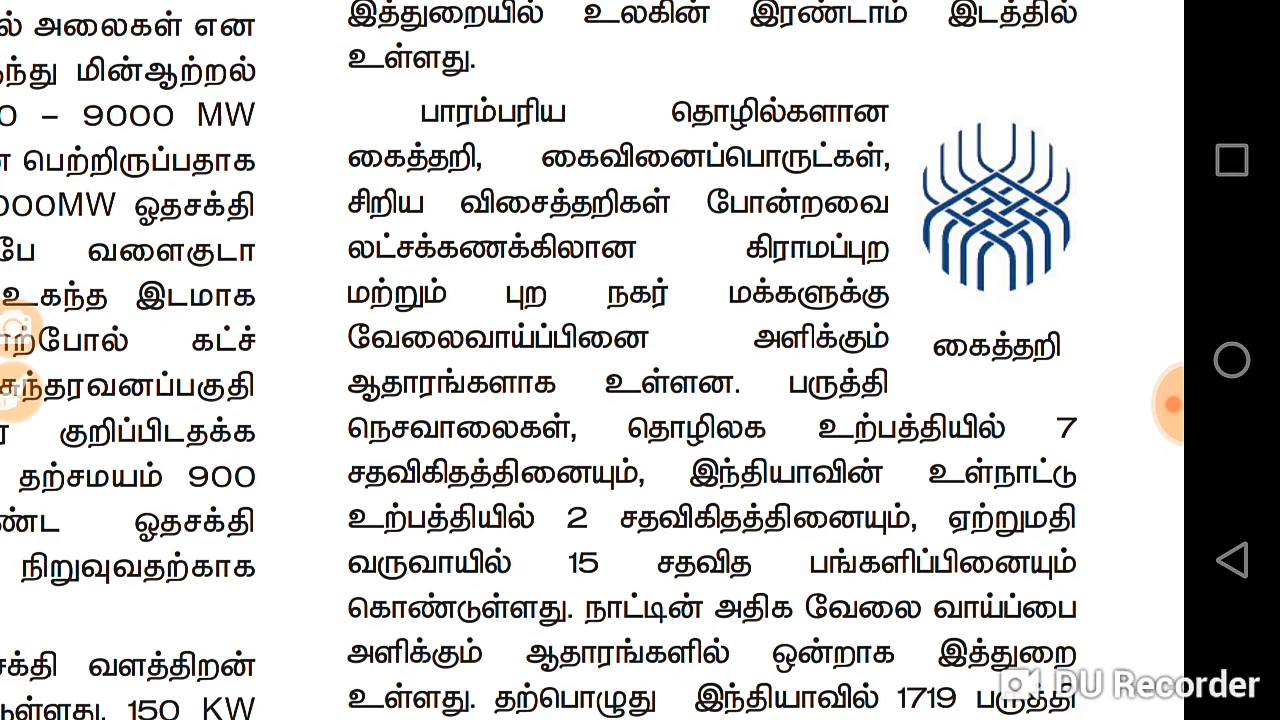 ல் அலைகள் என
மின்ஆற்றல்
– 9000 MW
பெற்றிருப்பதாக
ஓதசக்தி
வளைகுடா
உகந்த இடமாக
கட்ச்
சுந்தரவனப்பகுதி
குறிப்பிடதக்க
தற்சமயம் 900
ஓதசக்தி
நிறுவுவதற்காக
வளத்திறன்
150 KW
இத்துறையில் உலகின் இரண்டாம் இடத்தில்
உள்ளது.
பாரம்பரிய தொழில்களான
கைத்தறி, கைவினைப்பொருட்கள்,
சிறிய விசைத்தறிகள் போன்றவை
லட்சக்கணக்கிலான கிராமப்புற
மற்றும் புற நகர் மக்களுக்கு
வேலைவாய்ப்பினை அளிக்கும்
ஆதாரங்களாக உள்ளன. பருத்தி
நெசவாலைகள், தொழிலக உற்பத்தியில் 7
சதவிகிதத்தினையும், இந்தியாவின் உள்நாட்டு
உற்பத்தியில் 2 சதவிகிதத்தினையும், ஏற்றுமதி
வருவாயில் 15 சதவித பங்களிப்பினையும்
கொண்டுள்ளது. நாட்டின் அதிக வேலை வாய்ப்பை
அளிக்கும் ஆதாரங்களில் ஒன்றாக இத்துறை
உள்ளது. தற்பொழுது இந்தியாவில் 1719 பருத்தி
கைத்தறி
DU Recorder